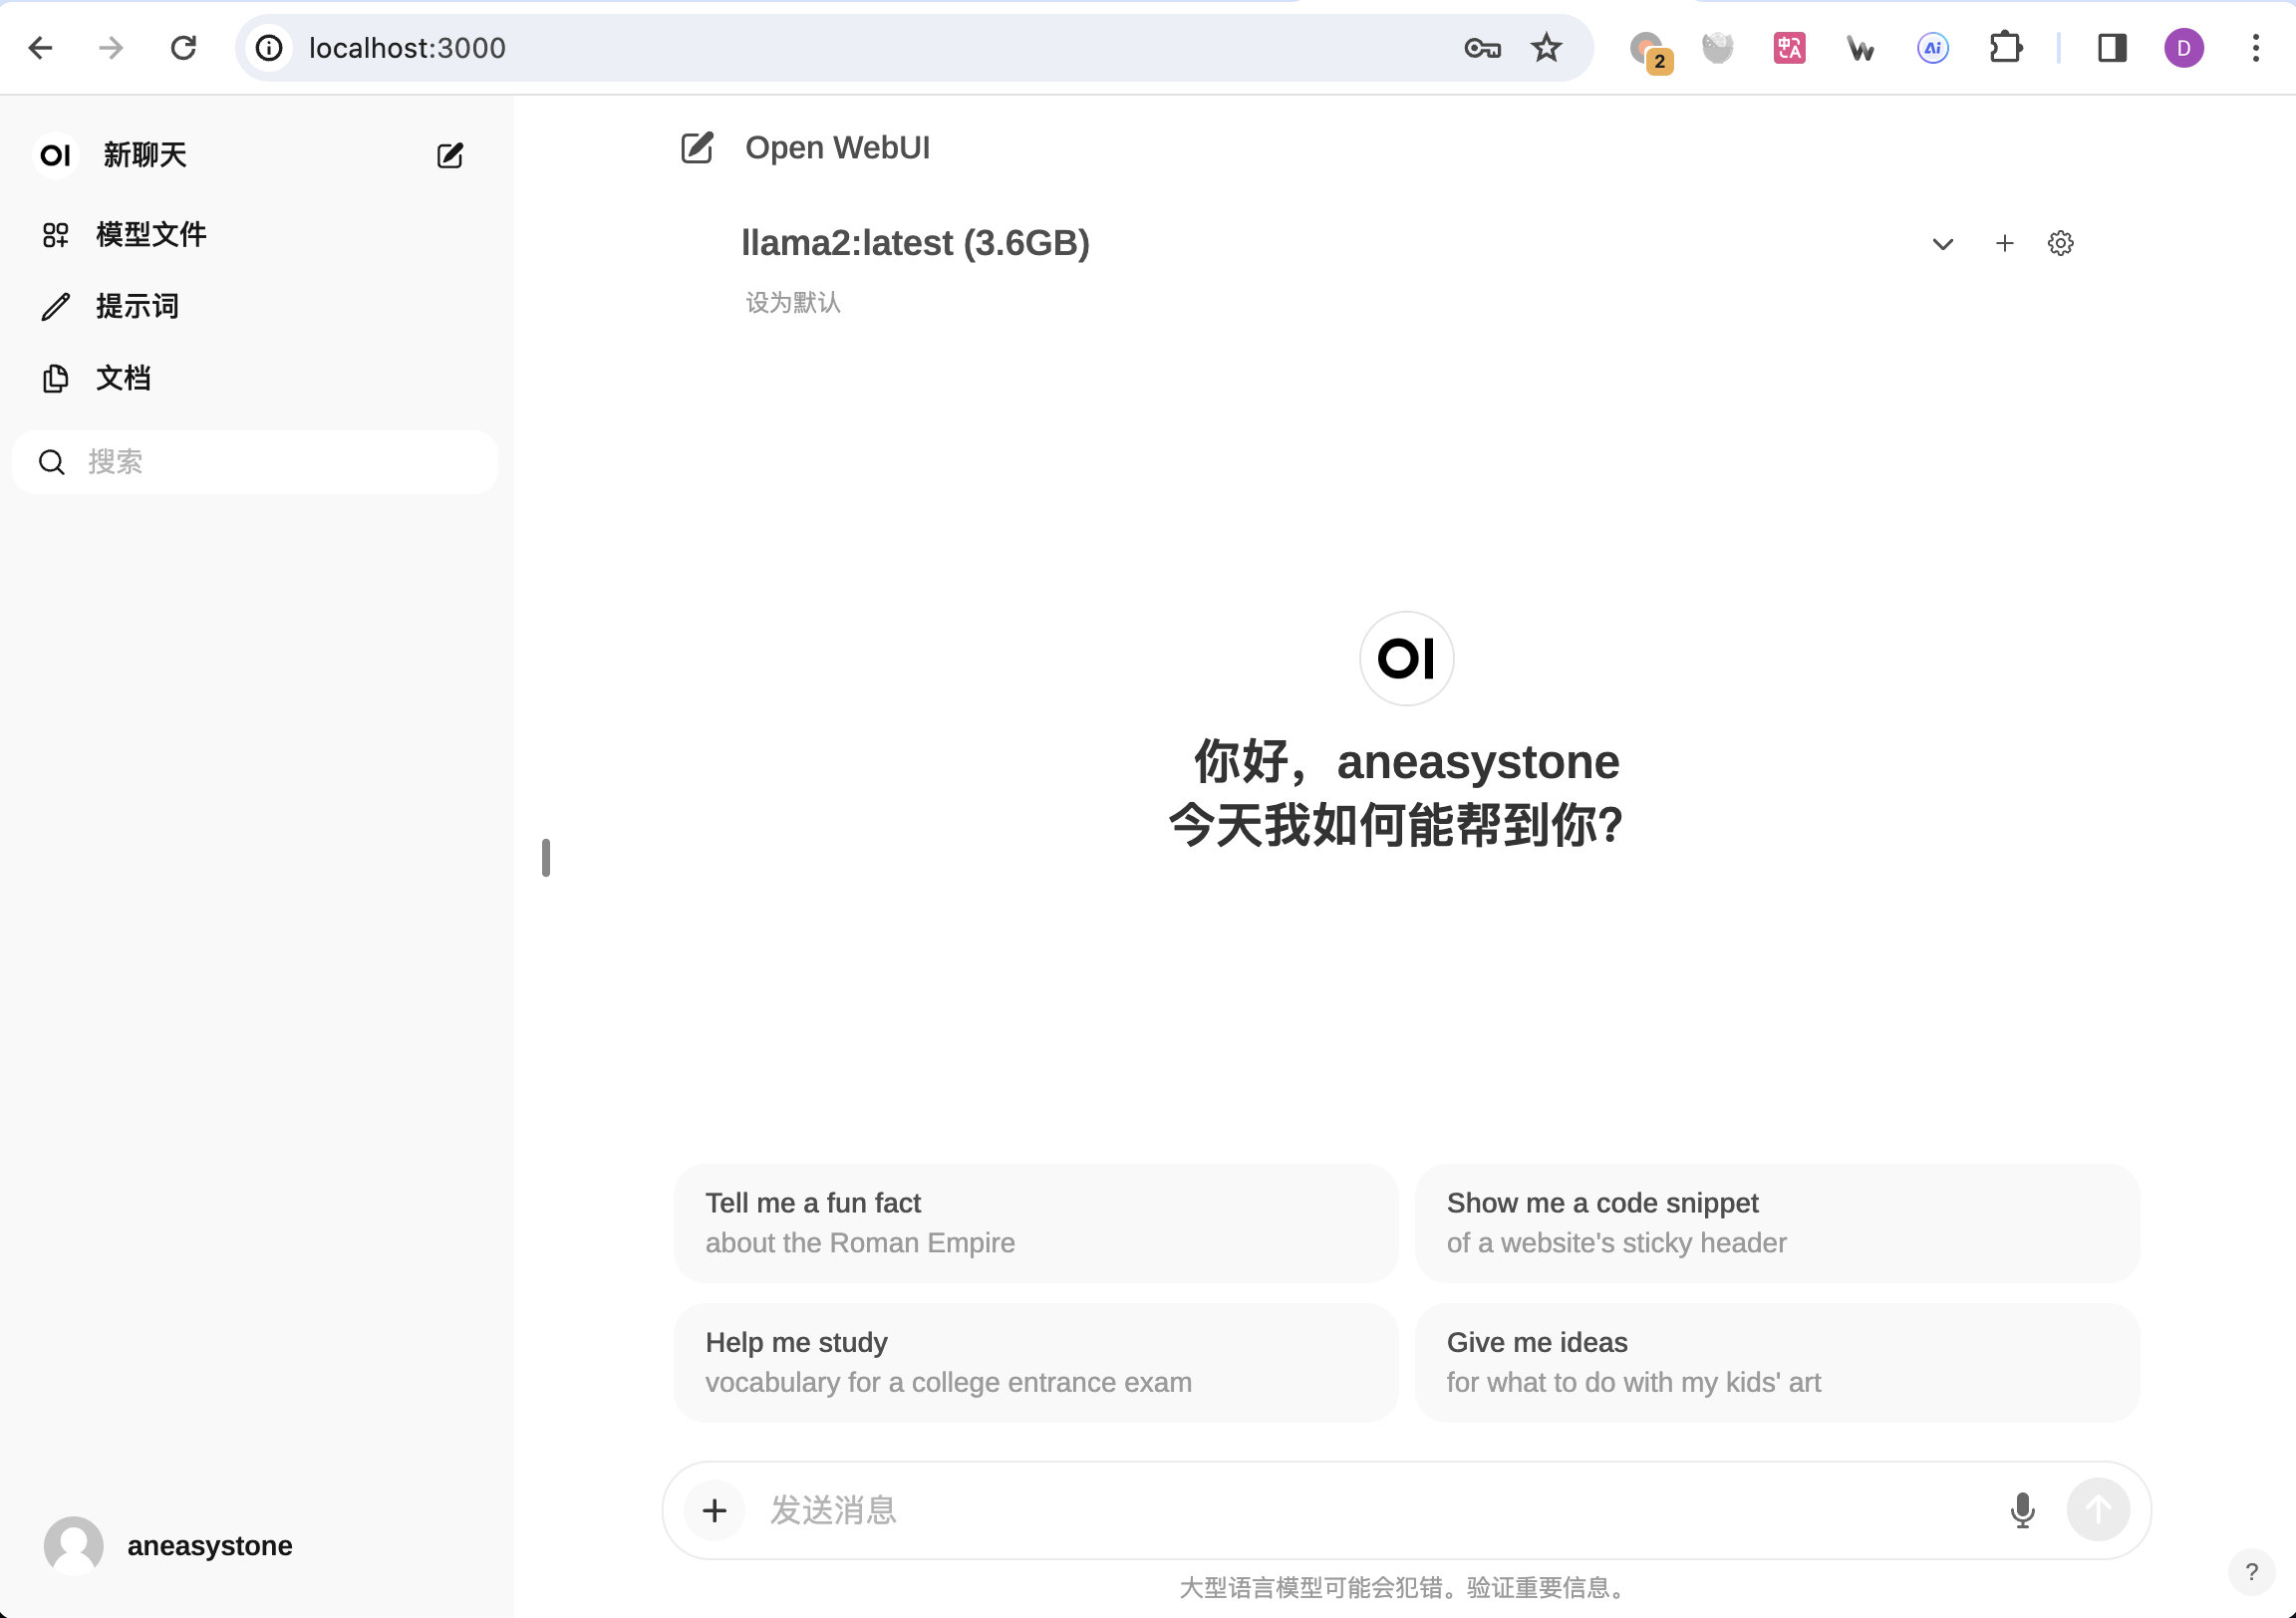 localhost:3000
2
中A
W
Ai
D
OI 新聊天
模型文件
提示词
文档
搜索
aneasystone
Open WebUI
llama2:latest (3.6GB)
设为默认
OI
你好，aneasystone
今天我如何能帮到你?
Tell me a fun fact
about the Roman Empire
Show me a code snippet
of a website's sticky header
Help me study
vocabulary for a college entrance exam
Give me ideas
for what to do with my kids' art
发送消息
大型语言模型可能会犯错。验证重要信息。
?